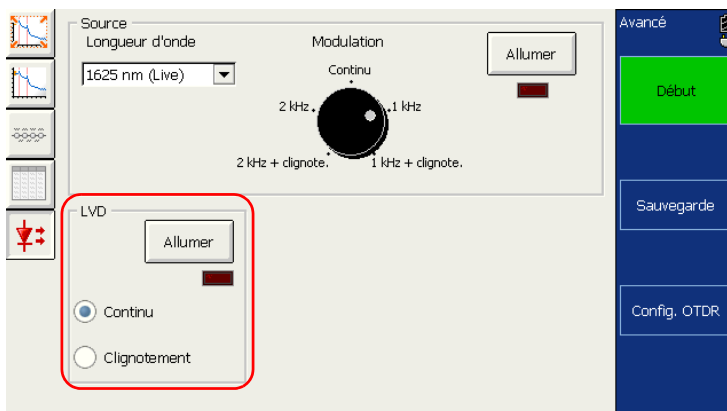 Source
Longueur d'onde
Modulation
Allumer
1625 nm (Live)
Continu
2 kHz
1 kHz
2 kHz + clignote.
1 kHz + clignote.
LVD
Allumer
Continu
Clignotement
Avancé
Début
Sauvegarde
Config. OTDR